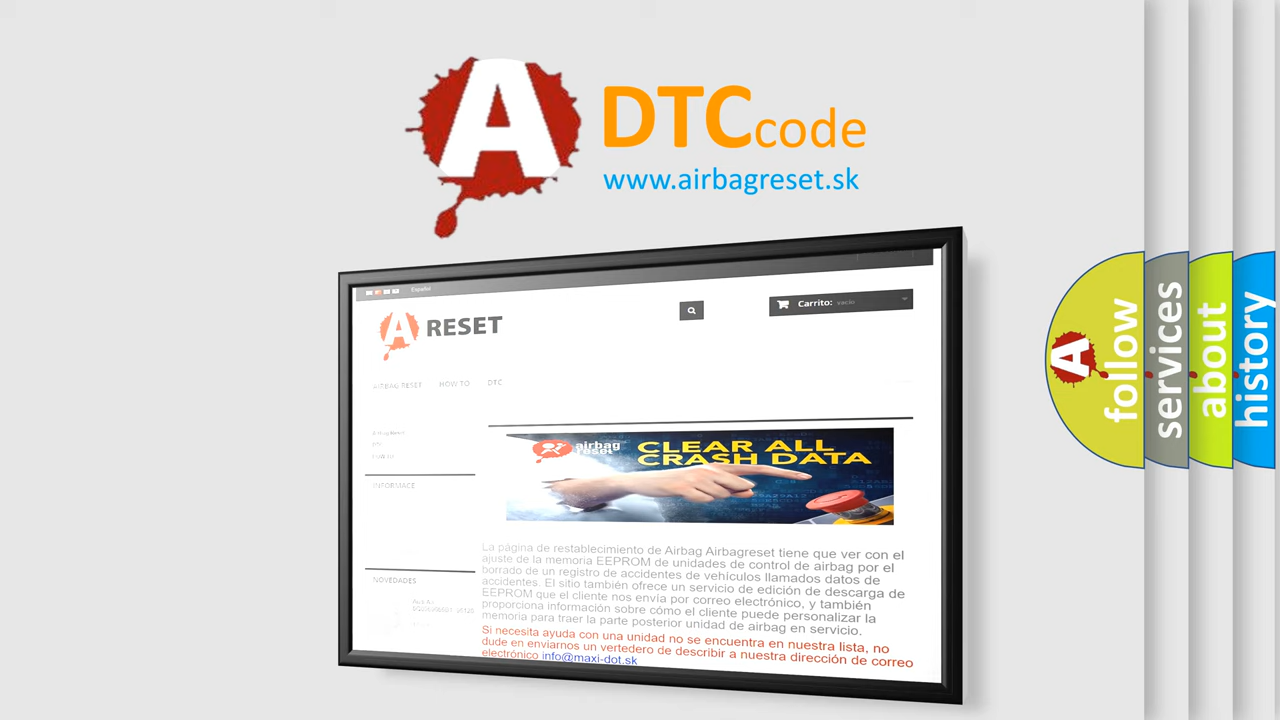 A DTC code
www.airbagreset.sk
Español
A RESET
Carrito: vacío
AIRBAG RESET HOW TO DTC
INFORMACE
NOVEDADES
airbag
reset
CLEAR ALL
CRASH DATA
La página de restablecimiento de Airbag Airbagreset tiene que ver con el
ajuste de la memoria EEPROM de unidades de control de airbag por el
borrado de un registro de accidentes de vehículos llamados datos de
accidentes. El sitio también ofrece un servicio de edición de descarga de
EEPROM que el cliente nos envía por correo electrónico, y también
proporciona información sobre cómo el cliente puede personalizar la
memoria para traer la parte posterior unidad de airbag en servicio.
Si necesita ayuda con una unidad no se encuentra en nuestra lista, no
dude en enviarnos un vertedero de describir a nuestra dirección de correo
electrónico info@maxi-dot.sk
A follow
services
about
history